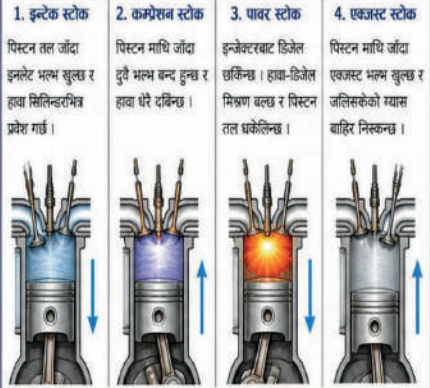 1. इन्टेक स्टोक
पिस्टन तल जाँदा
इनलेट भल्भ खुल्छ र
हावा सिलिन्डरभित्र
प्रवेश गर्छ ।
2. कम्प्रेशन स्टोक
पिस्टन माथि जाँदा
दुवै भल्भ बन्द हुन्छ र
हावा धेरै दबिन्छ ।
3. पावर स्टोक
इन्जेक्टरबाट डिजेल
छर्किन्छ । हावा-डिजेल
मिश्रण बल्छ र पिस्टन
तल धकेलिन्छ ।
4. एक्जस्ट स्टोक
पिस्टन माथि जाँदा
एक्जस्ट भल्भ खुल्छ र
जलिसकेको ग्यास
बाहिर निस्कन्छ ।